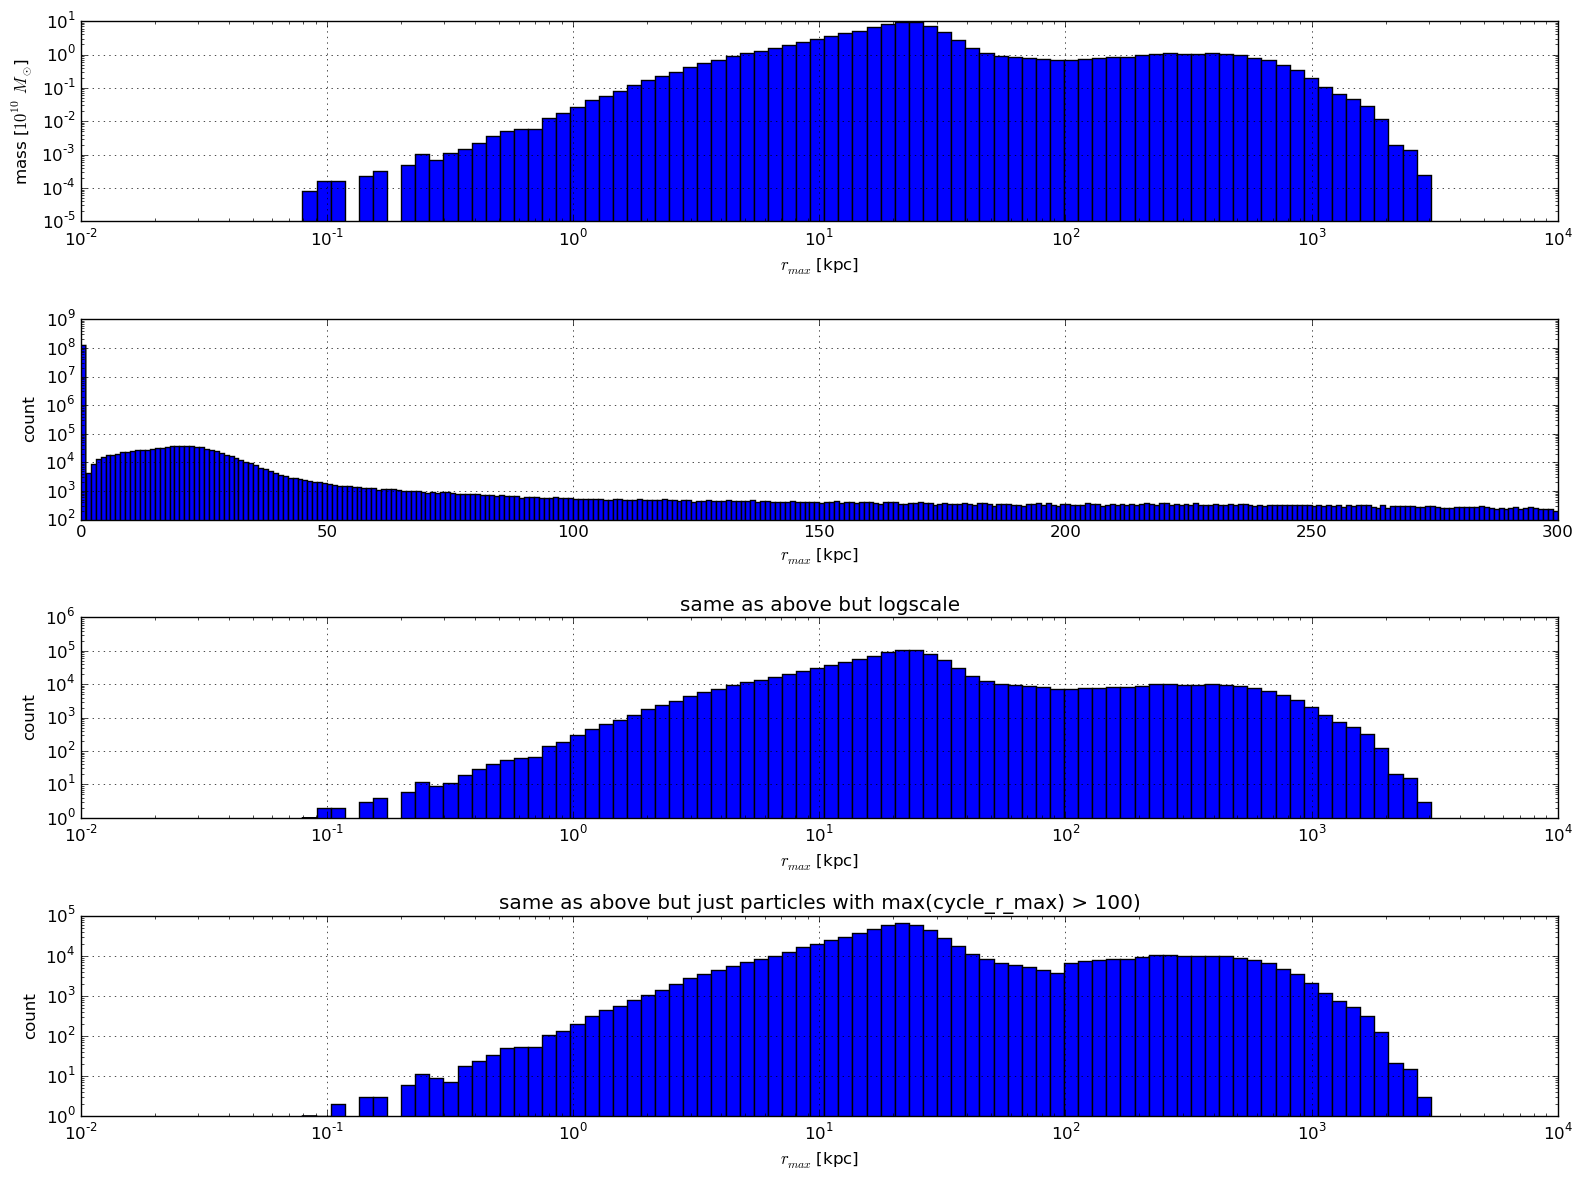 10^1
10^0
10^-1
10^-2
10^-3
10^-4
10^-5
mass [10^10 M_⊙]
10^-2 10^-1 10^0 10^1 10^2 10^3 10^4
r_max [kpc]
10^9
10^8
10^7
10^6
10^5
10^4
10^3
10^2
count
0 50 100 150 200 250 300
r_max [kpc]
same as above but logscale
10^6
10^5
10^4
10^3
10^2
10^1
10^0
count
10^-2 10^-1 10^0 10^1 10^2 10^3 10^4
r_max [kpc]
same as above but just particles with max(cycle_r_max) > 100)
10^5
10^4
10^3
10^2
10^1
10^0
count
10^-2 10^-1 10^0 10^1 10^2 10^3 10^4
r_max [kpc]